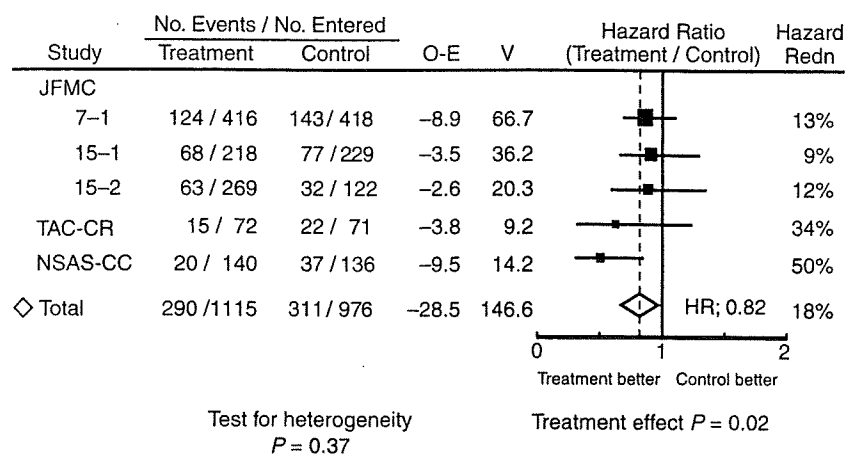 No. Events / No. Entered
Hazard Ratio Hazard
Study Treatment Control O-E V (Treatment / Control) Redn
JFMC
7–1 124 / 416 143/ 418 –8.9 66.7 13%
15–1 68 / 218 77 /229 –3.5 36.2 9%
15–2 63 / 269 32 / 122 –2.6 20.3 12%
TAC-CR 15 / 72 22 / 71 –3.8 9.2 34%
NSAS-CC 20 / 140 37 / 136 –9.5 14.2 50%
Total 290 /1115 311/ 976 –28.5 146.6 HR; 0.82 18%
0 1 2
Treatment better Control better
Test for heterogeneity Treatment effect P = 0.02
P = 0.37